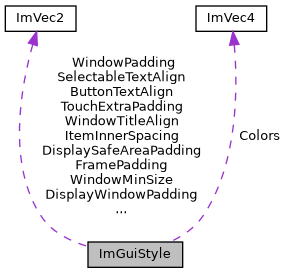 ImVec2
ImVec4
WindowPadding
SelectableTextAlign
ButtonTextAlign
TouchExtraPadding
WindowTitleAlign
ItemInnerSpacing
DisplaySafeAreaPadding
FramePadding
WindowMinSize
DisplayWindowPadding
...
Colors
ImGuiStyle